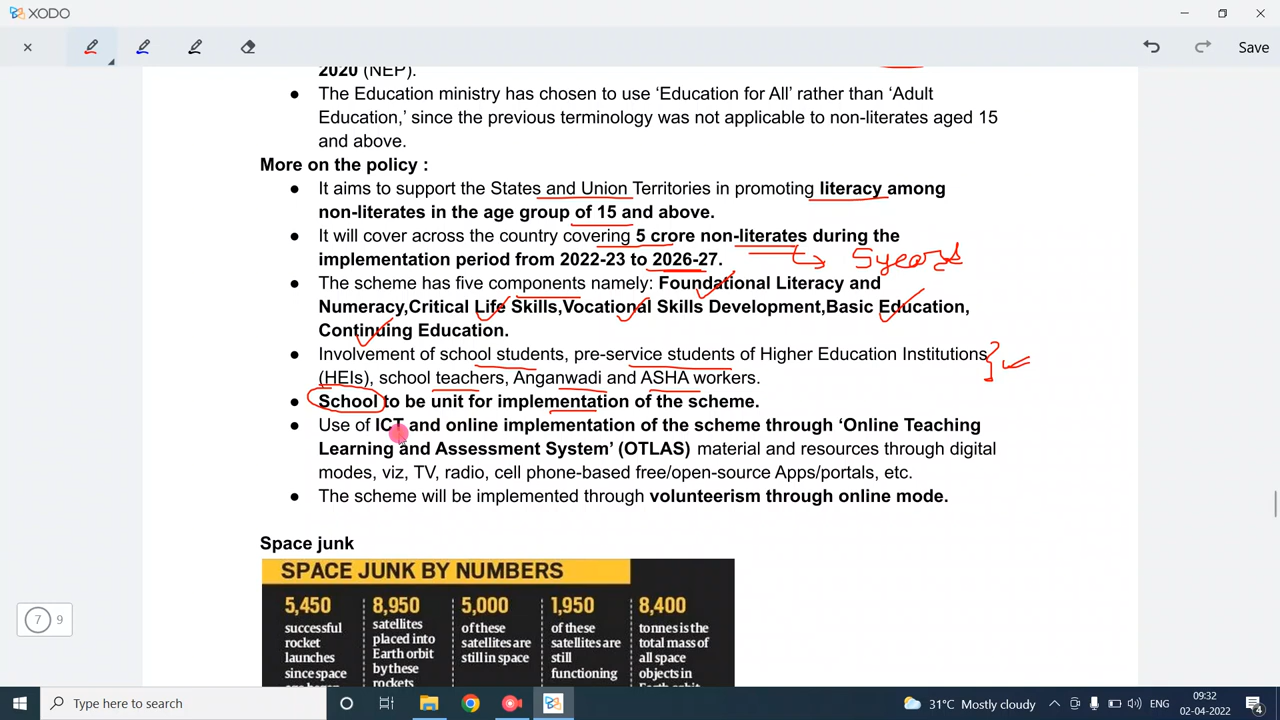 XODO
Save
2020 (NEP).
● The Education ministry has chosen to use ‘Education for All’ rather than ‘Adult
Education,’ since the previous terminology was not applicable to non-literates aged 15
and above.
More on the policy :
● It aims to support the States and Union Territories in promoting literacy among
non-literates in the age group of 15 and above.
● It will cover across the country covering 5 crore non-literates during the
implementation period from 2022-23 to 2026-27.
5 years
● The scheme has five components namely: Foundational Literacy and
Numeracy,Critical Life Skills,Vocational Skills Development,Basic Education,
Continuing Education.
● Involvement of school students, pre-service students of Higher Education Institutions
(HEIs), school teachers, Anganwadi and ASHA workers.
● School to be unit for implementation of the scheme.
● Use of ICT and online implementation of the scheme through ‘Online Teaching
Learning and Assessment System’ (OTLAS) material and resources through digital
modes, viz, TV, radio, cell phone-based free/open-source Apps/portals, etc.
● The scheme will be implemented through volunteerism through online mode.
Space junk
SPACE JUNK BY NUMBERS
5,450
successful
rocket
launches
since space
8,950
satellites
placed into
Earth orbit
by these
rockets
5,000
of these
satellites are
still in space
1,950
of these
satellites are
still
functioning
8,400
tonnes is the
total mass of
all space
objects in
Earth orbit
7 9
Type here to search
31°C Mostly cloudy
09:32
02-04-2022
4